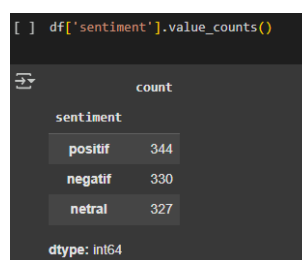 [ ] df['sentiment'].value_counts()
count
sentiment
positif 344
negatif 330
netral 327
dtype: int64